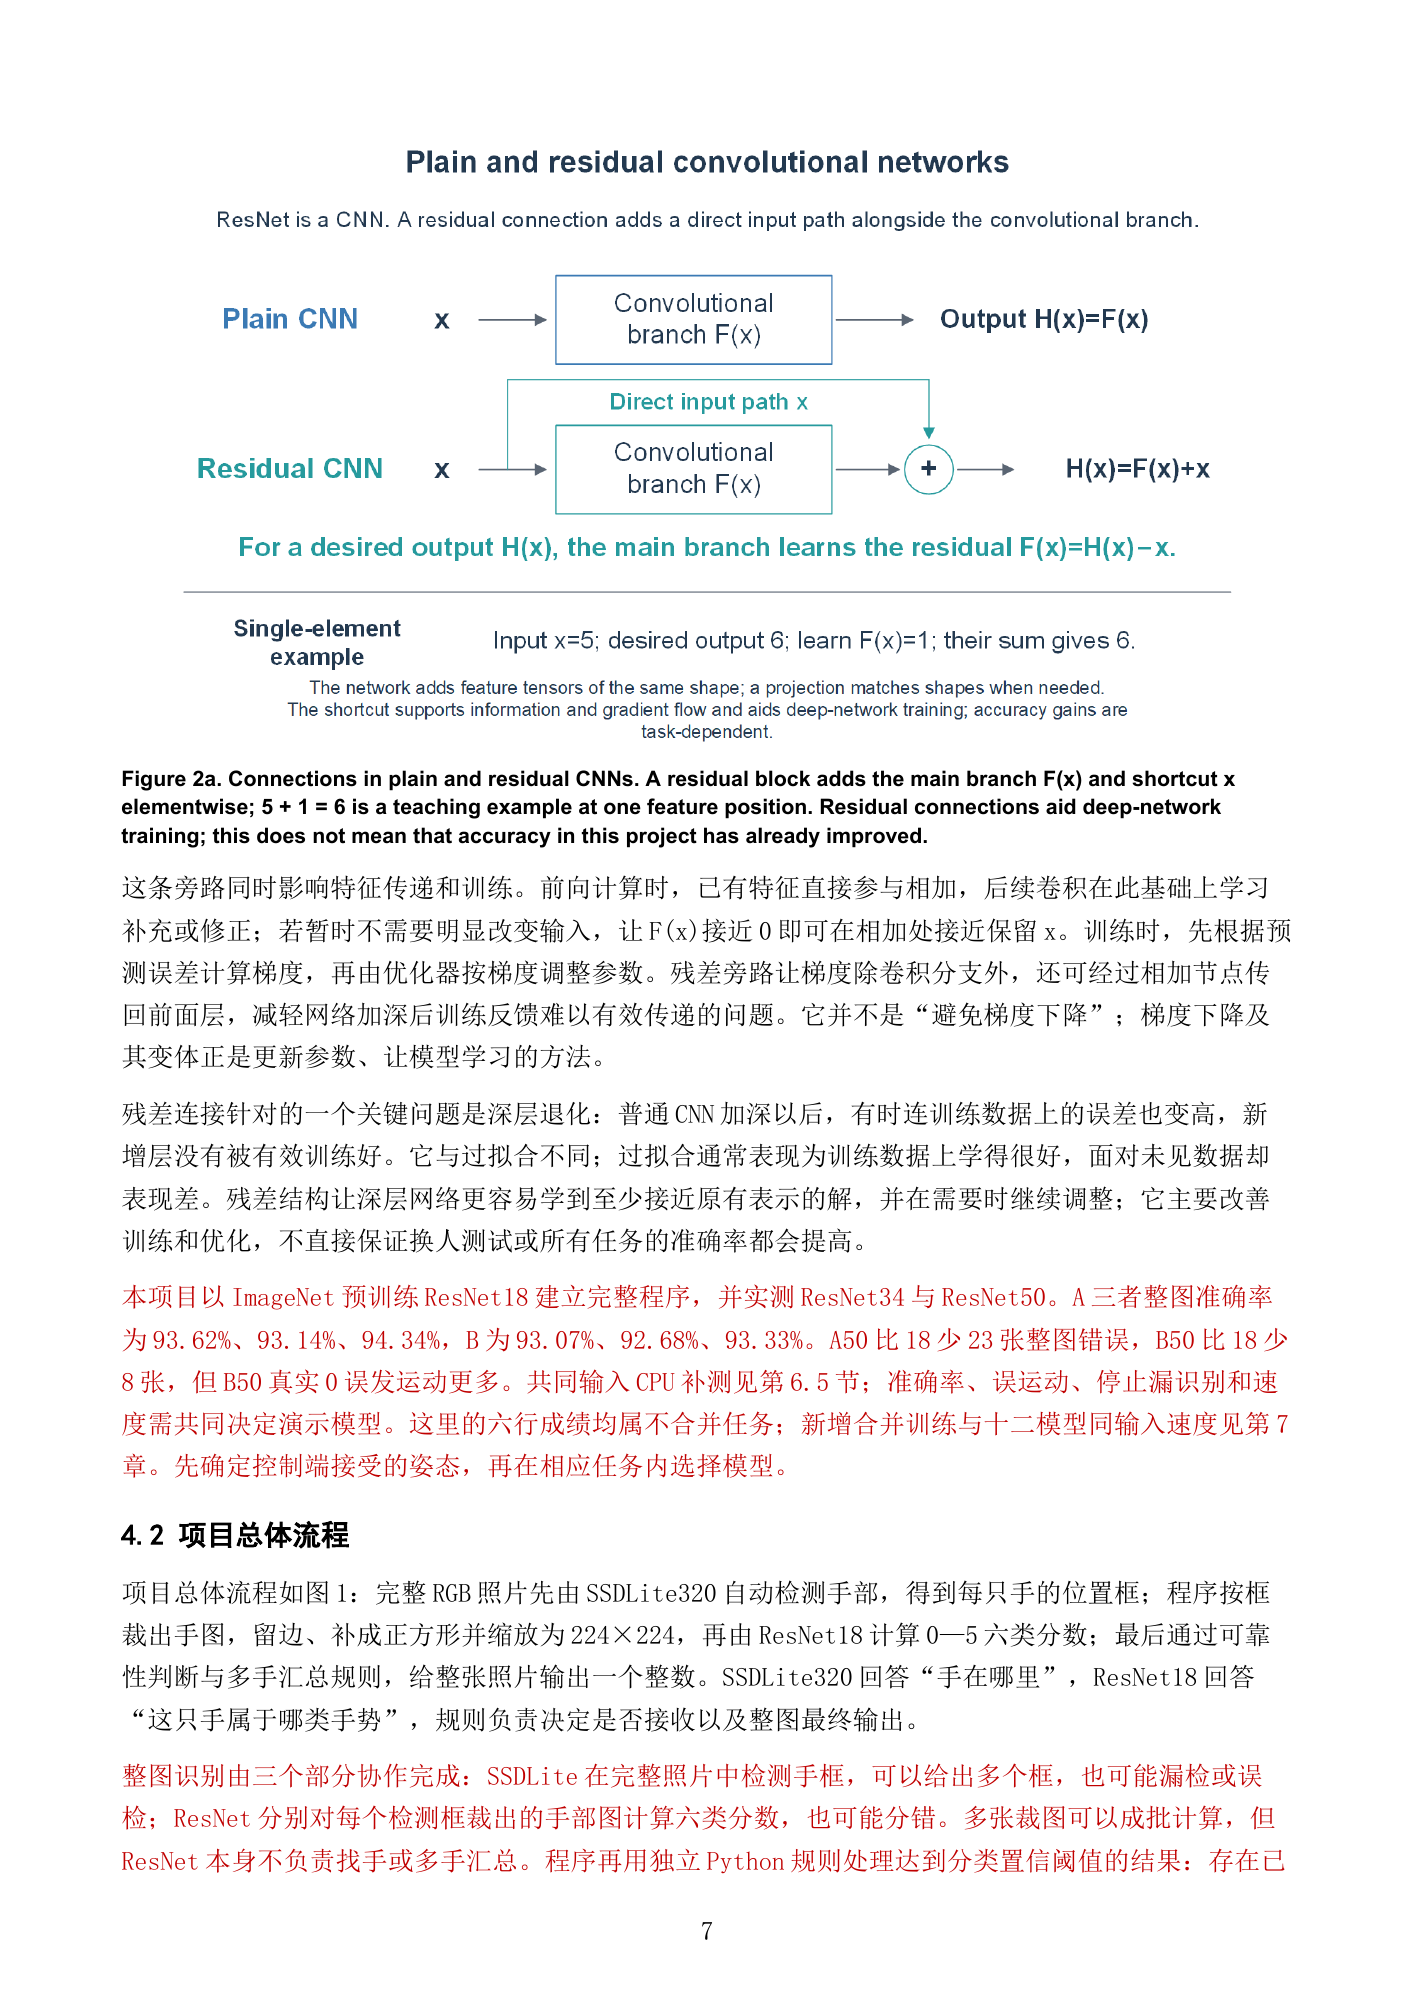 Plain and residual convolutional networks
ResNet is a CNN. A residual connection adds a direct input path alongside the convolutional branch.
Plain CNN
x
Convolutional
branch F(x)
Output H(x)=F(x)
Direct input path x
Residual CNN
x
Convolutional
branch F(x)
+
H(x)=F(x)+x
For a desired output H(x), the main branch learns the residual F(x)=H(x)−x.
Single-element
example
Input x=5; desired output 6; learn F(x)=1; their sum gives 6.
The network adds feature tensors of the same shape; a projection matches shapes when needed.
The shortcut supports information and gradient flow and aids deep-network training; accuracy gains are
task-dependent.
Figure 2a. Connections in plain and residual CNNs. A residual block adds the main branch F(x) and shortcut x
elementwise; 5 + 1 = 6 is a teaching example at one feature position. Residual connections aid deep-network
training; this does not mean that accuracy in this project has already improved.
这条旁路同时影响特征传递和训练。前向计算时，已有特征直接参与相加，后续卷积在此基础上学习
补充或修正；若暂时不需要明显改变输入，让 F(x)接近 0 即可在相加处接近保留 x。训练时，先根据预
测误差计算梯度，再由优化器按梯度调整参数。残差旁路让梯度除卷积分支外，还可经过相加节点传
回前面层，减轻网络加深后训练反馈难以有效传递的问题。它并不是“避免梯度下降”；梯度下降及
其变体正是更新参数、让模型学习的方法。
残差连接针对的一个关键问题是深层退化：普通 CNN 加深以后，有时连训练数据上的误差也变高，新
增层没有被有效训练好。它与过拟合不同；过拟合通常表现为训练数据上学得很好，面对未见数据却
表现差。残差结构让深层网络更容易学到至少接近原有表示的解，并在需要时继续调整；它主要改善
训练和优化，不直接保证换人测试或所有任务的准确率都会提高。
本项目以 ImageNet 预训练 ResNet18 建立完整程序，并实测 ResNet34 与 ResNet50。A 三者整图准确率
为 93.62%、93.14%、94.34%，B 为 93.07%、92.68%、93.33%。A50 比 18 少 23 张整图错误，B50 比 18 少
8 张，但 B50 真实 0 误发运动更多。共同输入 CPU 补测见第 6.5 节；准确率、误运动、停止漏识别和速
度需共同决定演示模型。这里的六行成绩均属不合并任务；新增合并训练与十二模型同输入速度见第 7
章。先确定控制端接受的姿态，再在相应任务内选择模型。
4.2 项目总体流程
项目总体流程如图 1：完整 RGB 照片先由 SSDLite320 自动检测手部，得到每只手的位置框；程序按框
裁出手图，留边、补成正方形并缩放为 224×224，再由 ResNet18 计算 0—5 六类分数；最后通过可靠
性判断与多手汇总规则，给整张照片输出一个整数。SSDLite320 回答“手在哪里”，ResNet18 回答
“这只手属于哪类手势”，规则负责决定是否接收以及整图最终输出。
整图识别由三个部分协作完成：SSDLite 在完整照片中检测手框，可以给出多个框，也可能漏检或误
检；ResNet 分别对每个检测框裁出的手部图计算六类分数，也可能分错。多张裁图可以成批计算，但
ResNet 本身不负责找手或多手汇总。程序再用独立 Python 规则处理达到分类置信阈值的结果：存在已
7